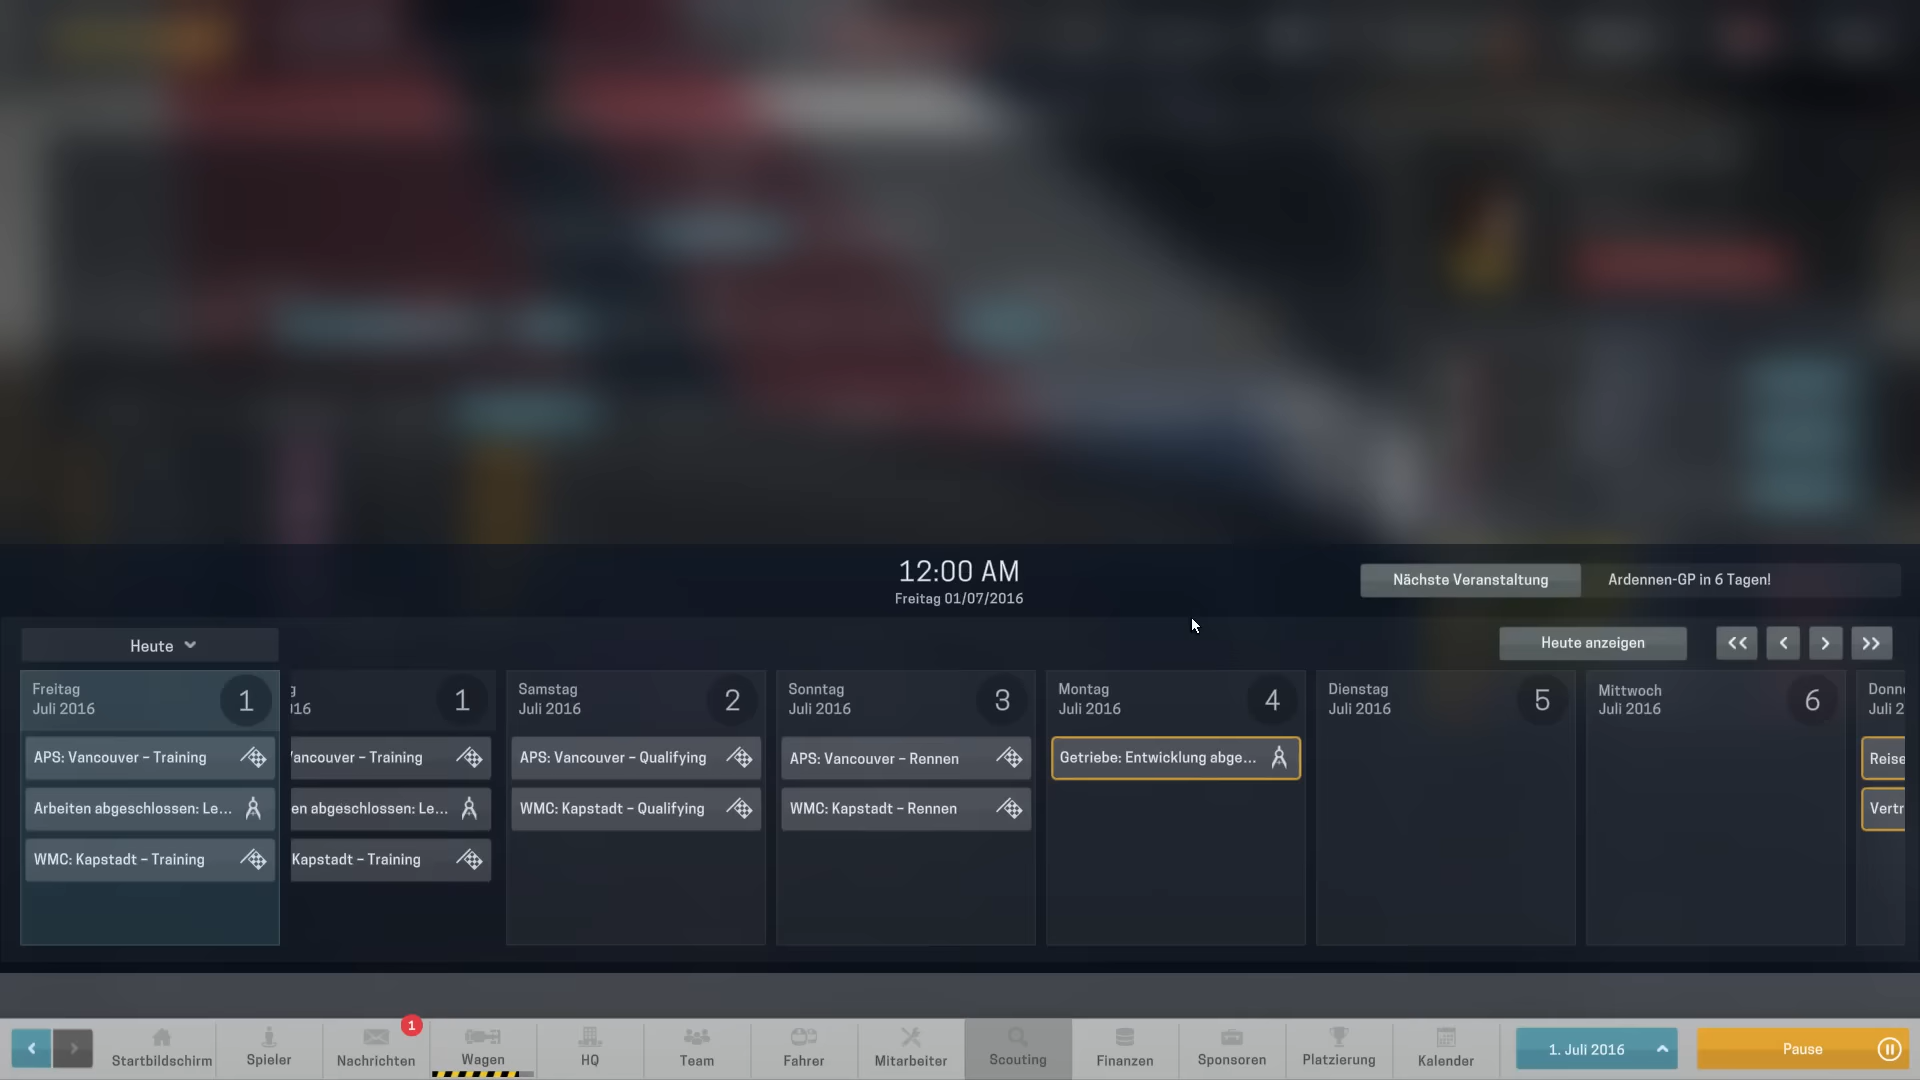 12:00 AM
Freitag 01/07/2016
Nächste Veranstaltung
Ardennen-GP in 6 Tagen!
Heute
Heute anzeigen
Freitag
Juli 2016
1
APS: Vancouver – Training
Arbeiten abgeschlossen: Le...
WMC: Kapstadt – Training
g
16
1
ancouver – Training
en abgeschlossen: Le...
Kapstadt – Training
Samstag
Juli 2016
2
APS: Vancouver – Qualifying
WMC: Kapstadt – Qualifying
Sonntag
Juli 2016
3
APS: Vancouver – Rennen
WMC: Kapstadt – Rennen
Montag
Juli 2016
4
Getriebe: Entwicklung abge...
Dienstag
Juli 2016
5
Mittwoch
Juli 2016
6
Donn
Juli 2
Reise
Vertr
Startbildschirm
Spieler
1
Nachrichten
Wagen
HQ
Team
Fahrer
Mitarbeiter
Scouting
Finanzen
Sponsoren
Platzierung
Kalender
1. Juli 2016
Pause